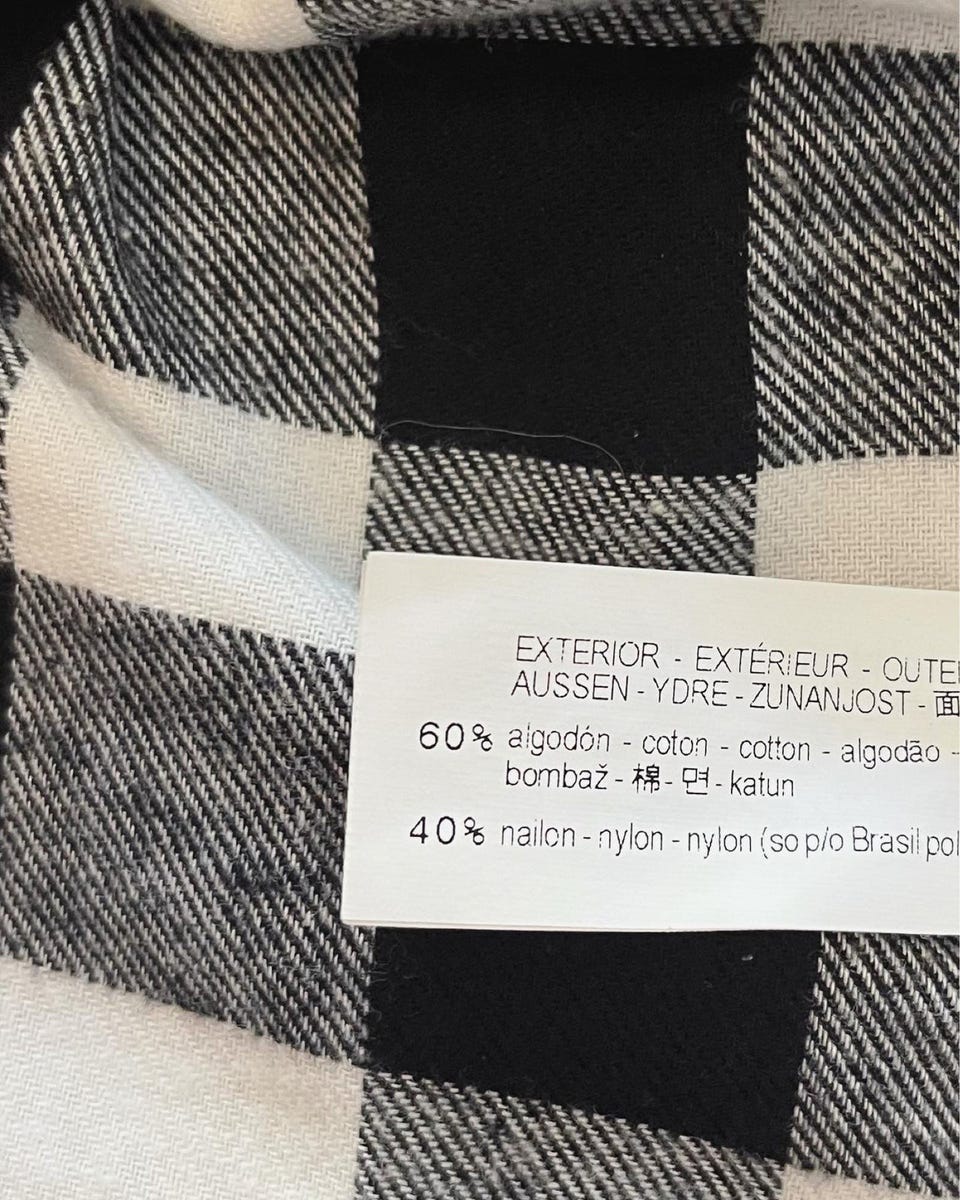 EXTERIOR - EXTÉRIEUR - OUTE
AUSSEN - YDRE - ZUNANJOST - 面
60% algodón - coton - cotton - algodão -
bombaž - 棉 - 면 - katun
40% nailon - nylon - nylon (so p/o Brasil pol